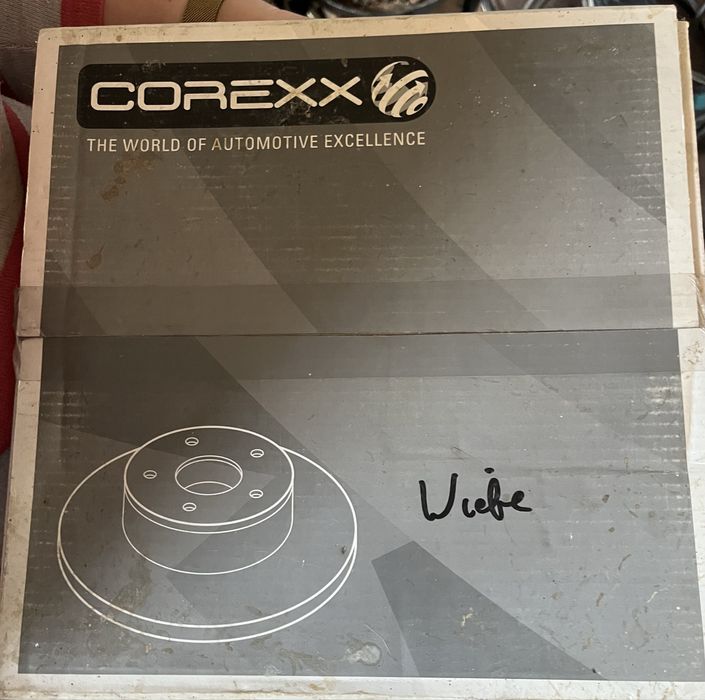 COREXX
THE WORLD OF AUTOMOTIVE EXCELLENCE
Wiebe